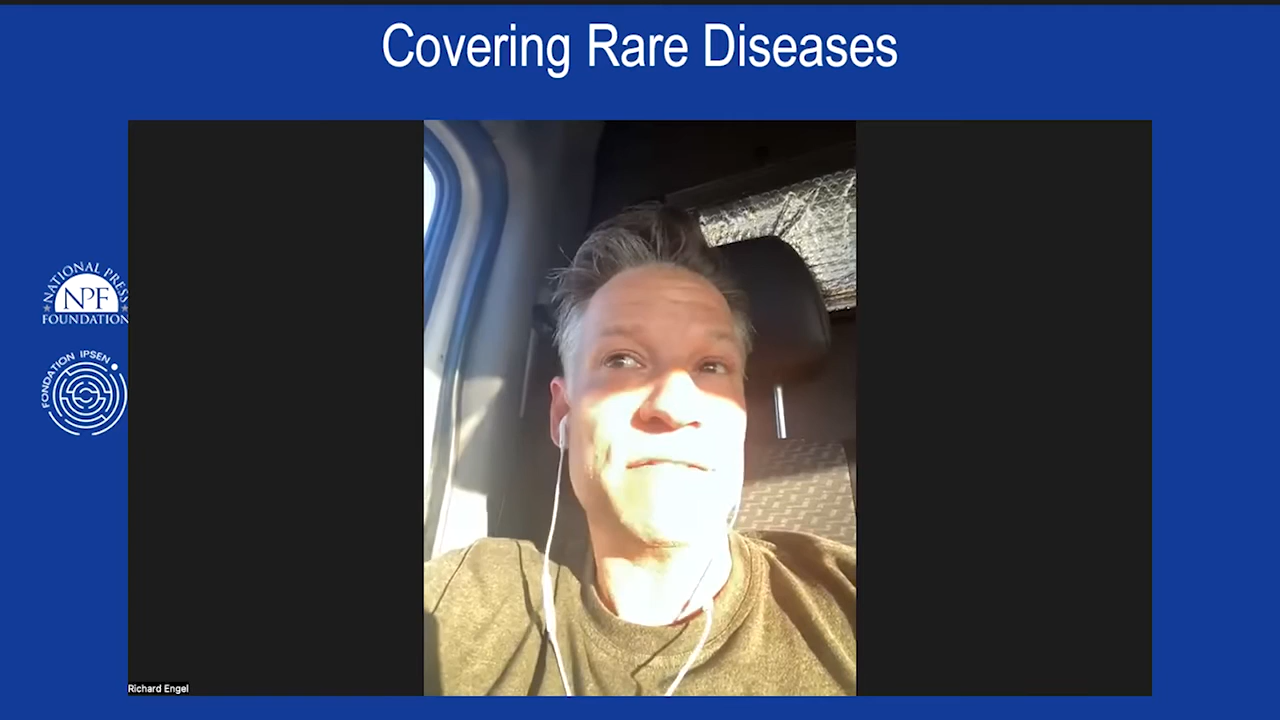 Covering Rare Diseases
NATIONAL PRESS
NPF
FOUNDATION
FONDATION IPSEN
Richard Engel